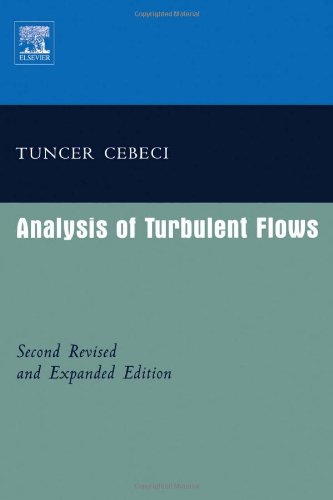 ELSEVIER
TUNCER CEBECI
Analysis of Turbulent Flows
Second Revised
and Expanded Edition